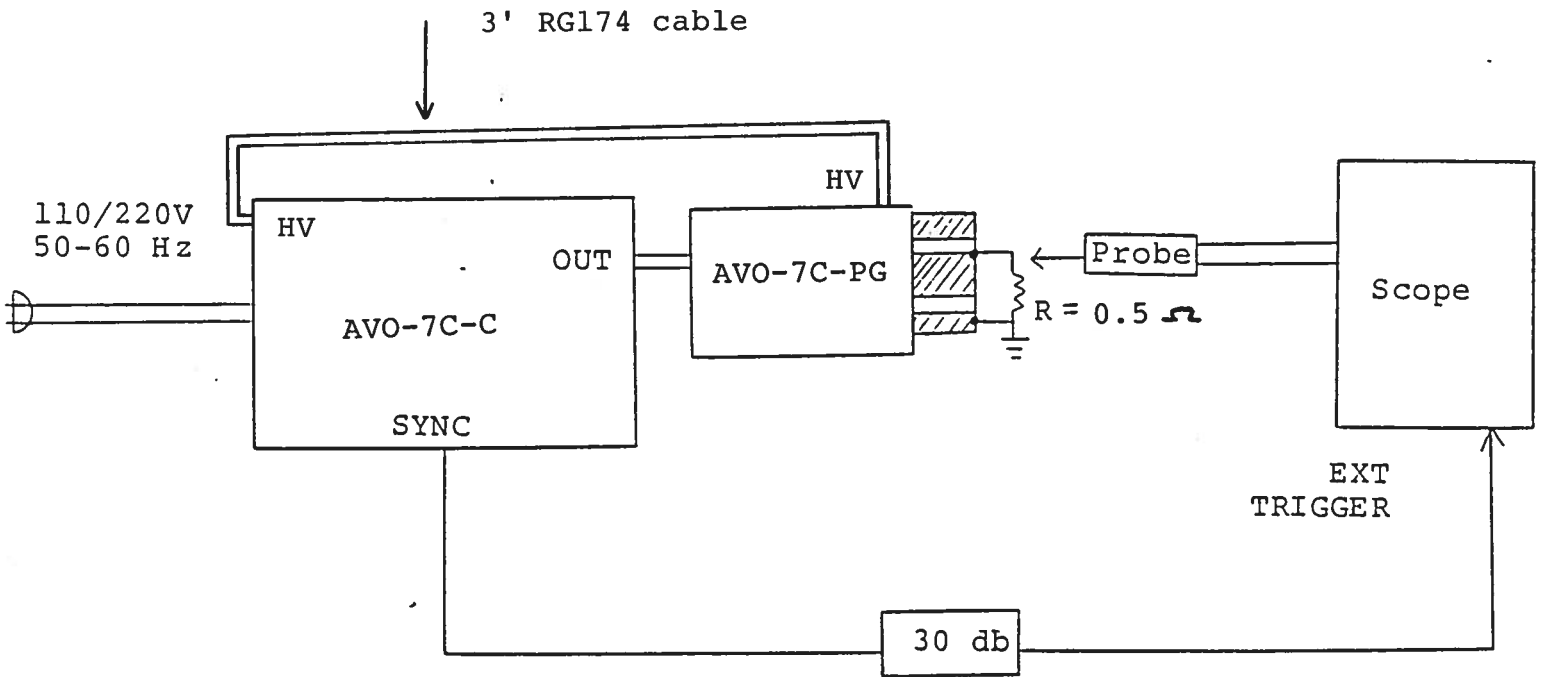 3' RG174 cable
110/220V
50-60 Hz
HV
OUT
AVO-7C-C
SYNC
HV
AVO-7C-PG
R = 0.5 Ω
Probe
Scope
EXT
TRIGGER
30 db